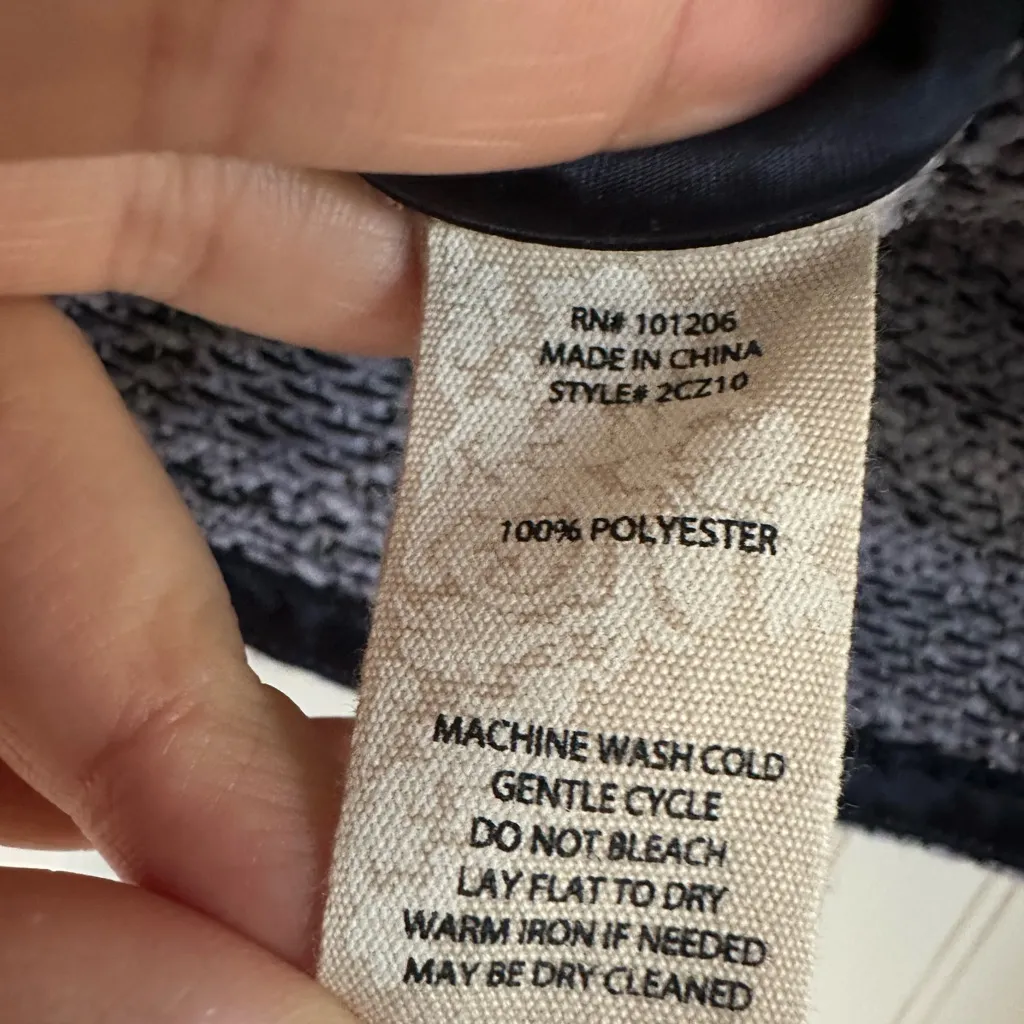 RN# 101206
MADE IN CHINA
STYLE# 2CZ10
100% POLYESTER
MACHINE WASH COLD
GENTLE CYCLE
DO NOT BLEACH
LAY FLAT TO DRY
WARM IRON IF NEEDED
MAY BE DRY CLEANED